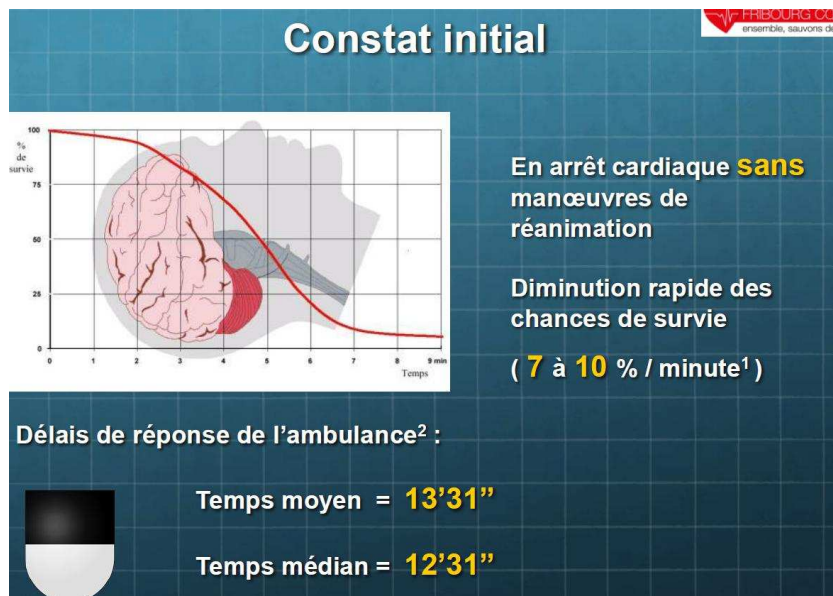 FRIBOURG CO
ensemble, sauvons de
Constat initial
100
%
de
survie
75
50
25
0
0 1 2 3 4 5 6 7 8 9 min
Temps
En arrêt cardiaque sans
manœuvres de
réanimation
Diminution rapide des
chances de survie
( 7 à 10 % / minute¹ )
Délais de réponse de l’ambulance² :
Temps moyen = 13’31”
Temps médian = 12’31”